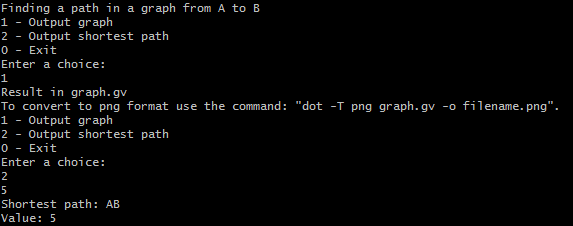 Finding a path in a graph from A to B
1 - Output graph
2 - Output shortest path
0 - Exit
Enter a choice:
1
Result in graph.gv
To convert to png format use the command: "dot -T png graph.gv -o filename.png".
1 - Output graph
2 - Output shortest path
0 - Exit
Enter a choice:
2
5
Shortest path: AB
Value: 5